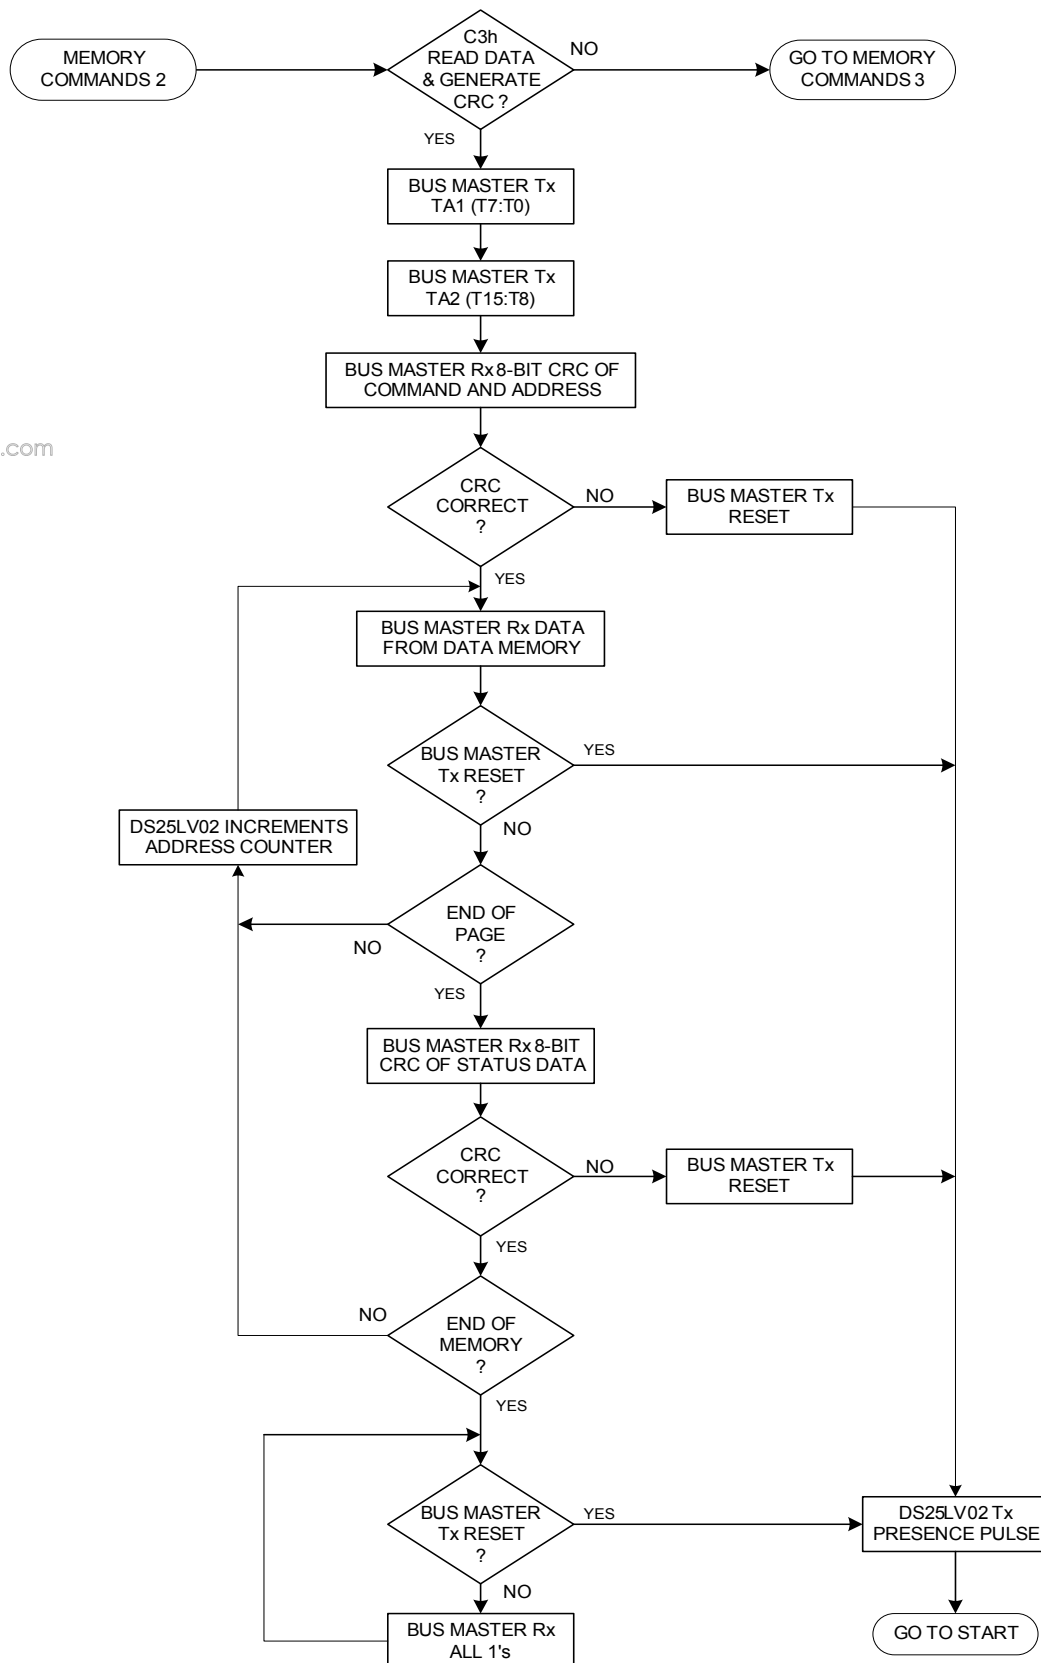 MEMORY
COMMANDS 2
C3h
READ DATA
& GENERATE
CRC ?
NO
GO TO MEMORY
COMMANDS 3
YES
BUS MASTER Tx
TA1 (T7:T0)
BUS MASTER Tx
TA2 (T15:T8)
BUS MASTER Rx 8-BIT CRC OF
COMMAND AND ADDRESS
.com
CRC
CORRECT
?
NO
BUS MASTER Tx
RESET
YES
BUS MASTER Rx DATA
FROM DATA MEMORY
BUS MASTER
Tx RESET
?
YES
NO
DS25LV02 INCREMENTS
ADDRESS COUNTER
END OF
PAGE
?
NO
YES
BUS MASTER Rx 8-BIT
CRC OF STATUS DATA
CRC
CORRECT
?
NO
BUS MASTER Tx
RESET
YES
END OF
MEMORY
?
NO
YES
BUS MASTER
Tx RESET
?
YES
DS25LV02 Tx
PRESENCE PULSE
NO
BUS MASTER Rx
ALL 1's
GO TO START